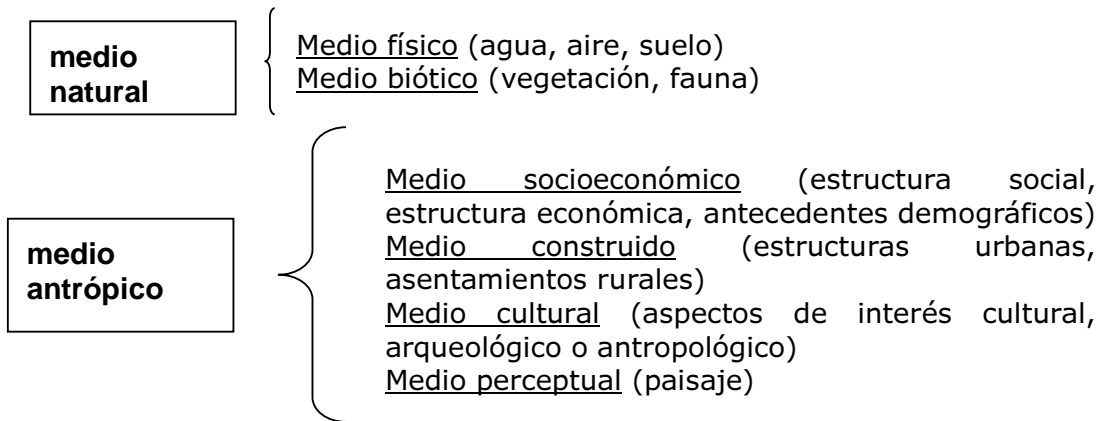 medio
natural
Medio físico (agua, aire, suelo)
Medio biótico (vegetación, fauna)
medio
antrópico
Medio socioeconómico (estructura social,
estructura económica, antecedentes demográficos)
Medio construido (estructuras urbanas,
asentamientos rurales)
Medio cultural (aspectos de interés cultural,
arqueológico o antropológico)
Medio perceptual (paisaje)